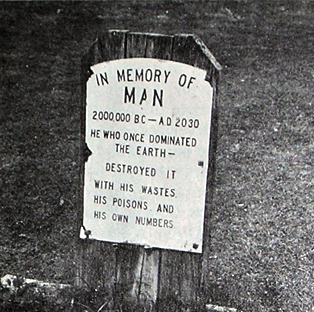 IN MEMORY OF
MAN
2,000,000 BC — A.D. 2030
HE WHO ONCE DOMINATED
THE EARTH —
DESTROYED IT
WITH HIS WASTES,
HIS POISONS AND
HIS OWN NUMBERS